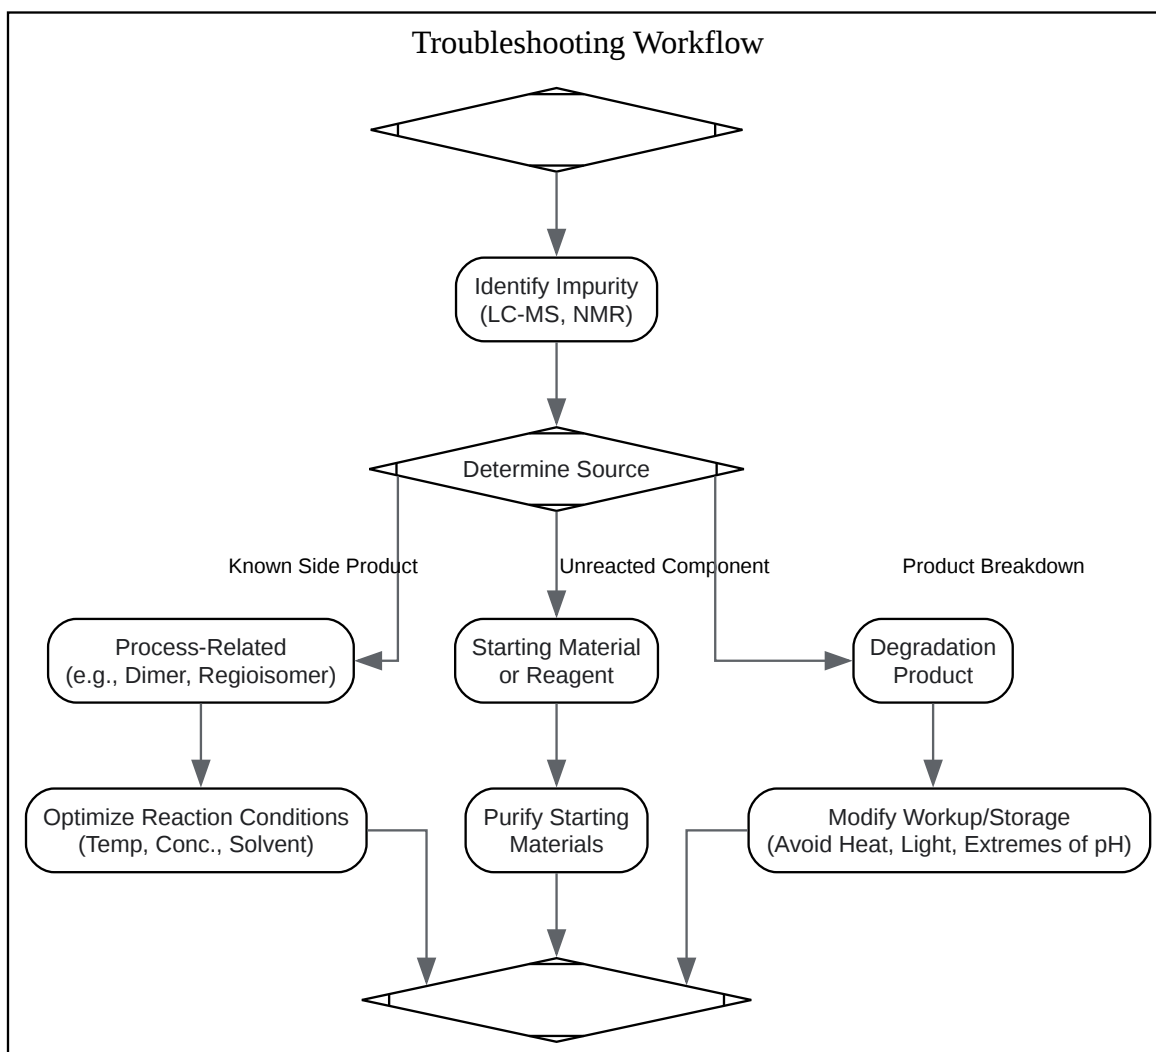 Troubleshooting Workflow
Identify Impurity
(LC-MS, NMR)
Determine Source
Known Side Product
Unreacted Component
Product Breakdown
Process-Related
(e.g., Dimer, Regioisomer)
Starting Material
or Reagent
Degradation
Product
Optimize Reaction Conditions
(Temp, Conc., Solvent)
Purify Starting
Materials
Modify Workup/Storage
(Avoid Heat, Light, Extremes of pH)